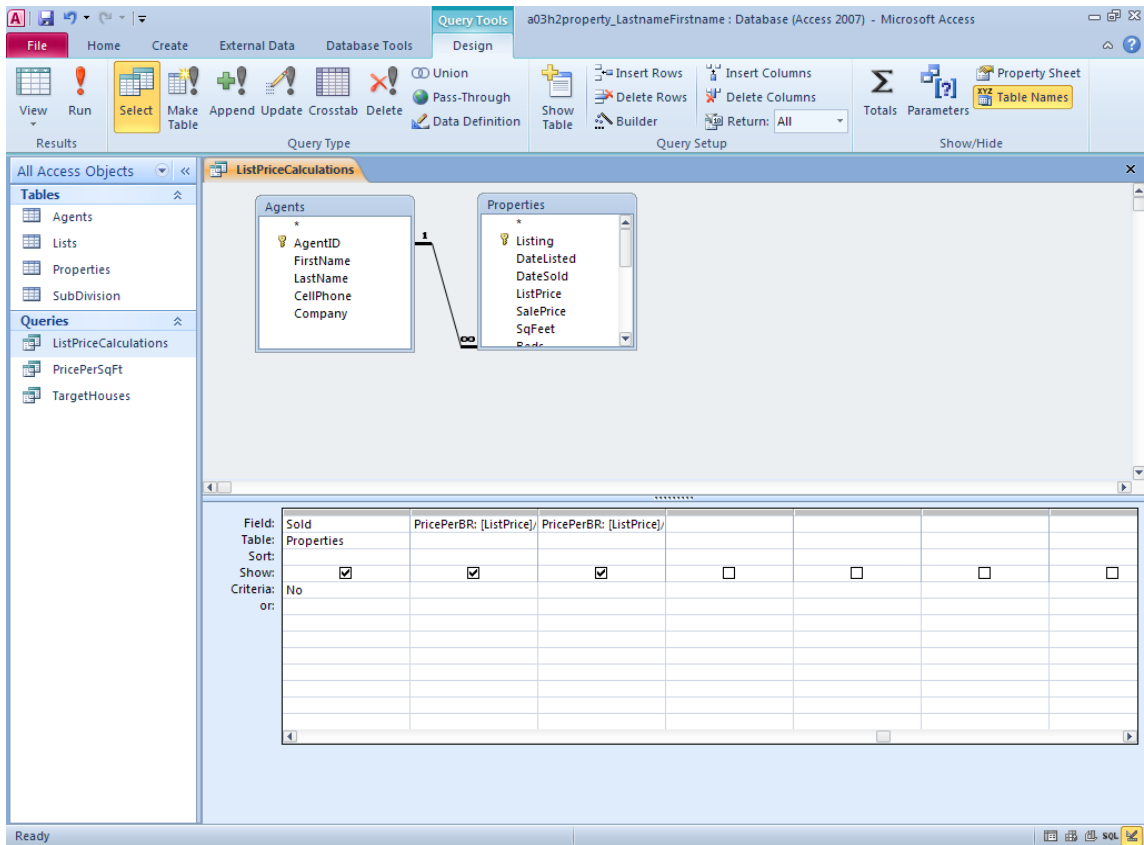 A Query Tools a03h2property_LastnameFirstname : Database (Access 2007) - Microsoft Access
File Home Create External Data Database Tools Design
View Run Select Make Table Append Update Crosstab Delete Union Pass-Through Data Definition Show Table Insert Rows Delete Rows Builder Insert Columns Delete Columns Return: All Totals Parameters Property Sheet Table Names
Results Query Type Query Setup Show/Hide
All Access Objects
Tables
Agents
Lists
Properties
SubDivision
Queries
ListPriceCalculations
PricePerSqFt
TargetHouses
ListPriceCalculations
Agents
*
AgentID
FirstName
LastName
CellPhone
Company
1
∞
Properties
*
Listing
DateListed
DateSold
ListPrice
SalePrice
SqFeet
Beds
Field: Sold PricePerBR: [ListPrice]/ PricePerBR: [ListPrice]/
Table: Properties
Sort:
Show:
Criteria: No
or:
Ready SQL